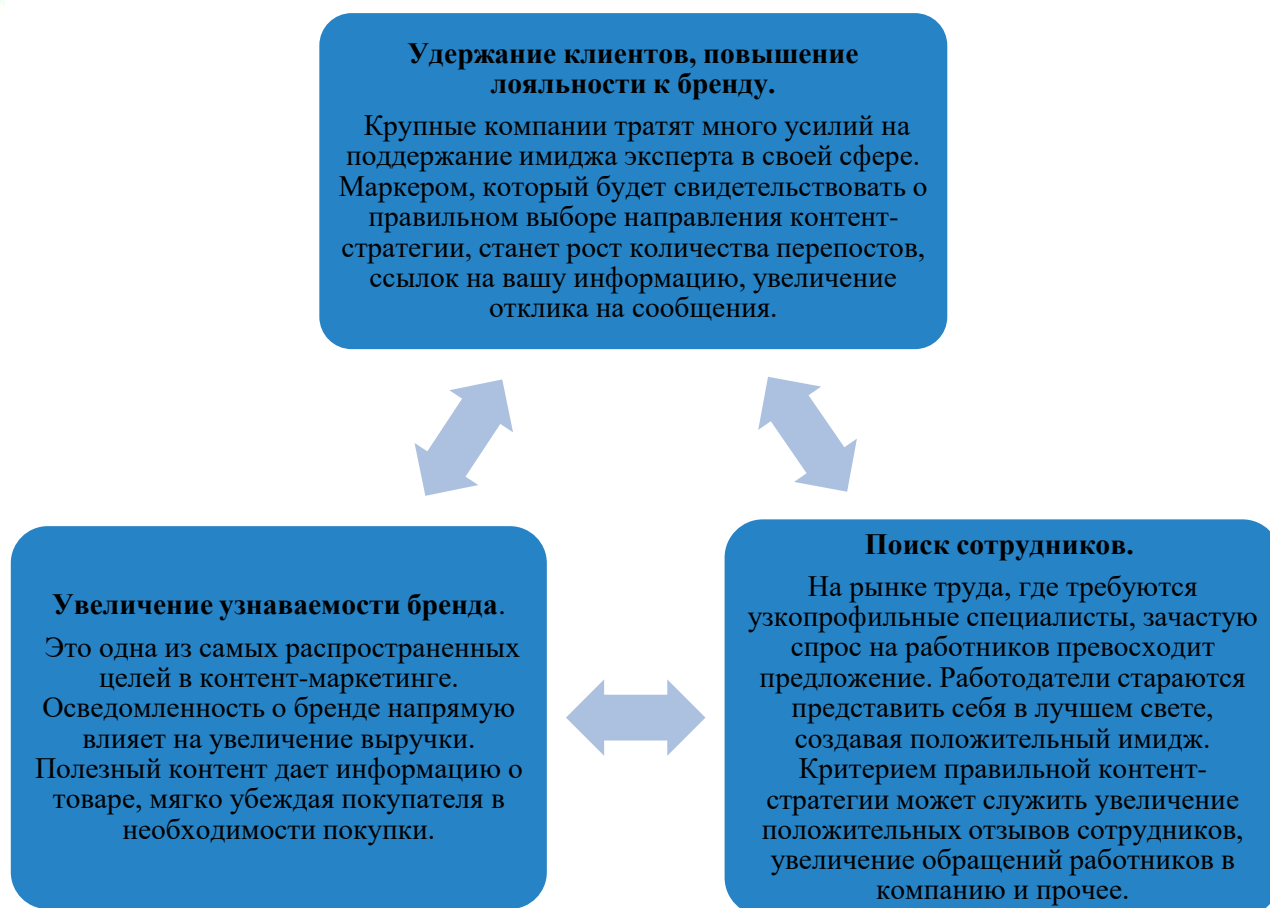 Удержание клиентов, повышение
лояльности к бренду.
Крупные компании тратят много усилий на
поддержание имиджа эксперта в своей сфере.
Маркером, который будет свидетельствовать о
правильном выборе направления контент-
стратегии, станет рост количества перепостов,
ссылок на вашу информацию, увеличение
отклика на сообщения.
Увеличение узнаваемости бренда.
Это одна из самых распространенных
целей в контент-маркетинге.
Осведомленность о бренде напрямую
влияет на увеличение выручки.
Полезный контент дает информацию о
товаре, мягко убеждая покупателя в
необходимости покупки.
Поиск сотрудников.
На рынке труда, где требуются
узкопрофильные специалисты, зачастую
спрос на работников превосходит
предложение. Работодатели стараются
представить себя в лучшем свете,
создавая положительный имидж.
Критерием правильной контент-
стратегии может служить увеличение
положительных отзывов сотрудников,
увеличение обращений работников в
компанию и прочее.